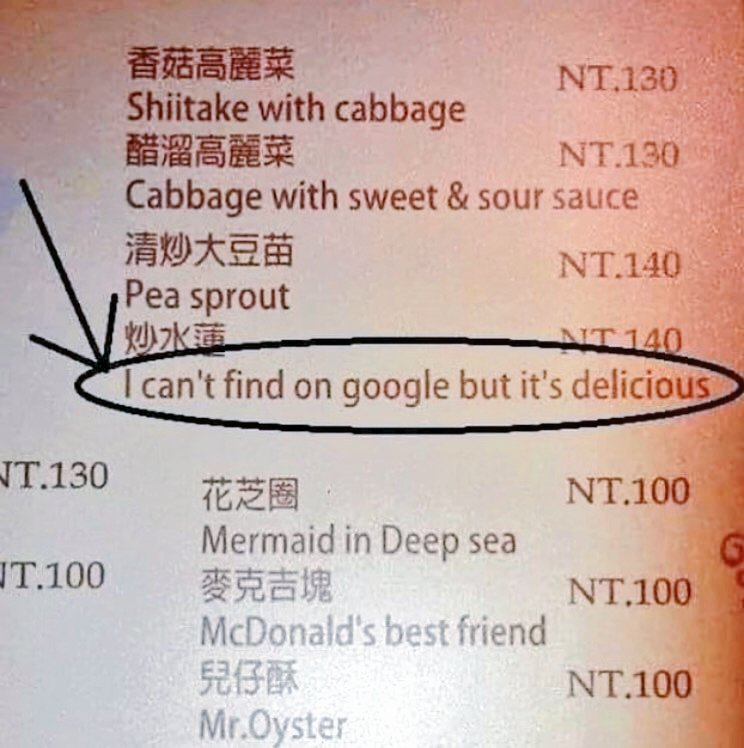 香菇高麗菜 NT.130
Shiitake with cabbage
醋溜高麗菜 NT.130
Cabbage with sweet & sour sauce
清炒大豆苗 NT.140
Pea sprout
炒水蓮 NT.140
I can't find on google but it's delicious
NT.130
花芝圈 NT.100
Mermaid in Deep sea
NT.100
麥克吉塊 NT.100
McDonald's best friend
兒仔酥 NT.100
Mr.Oyster